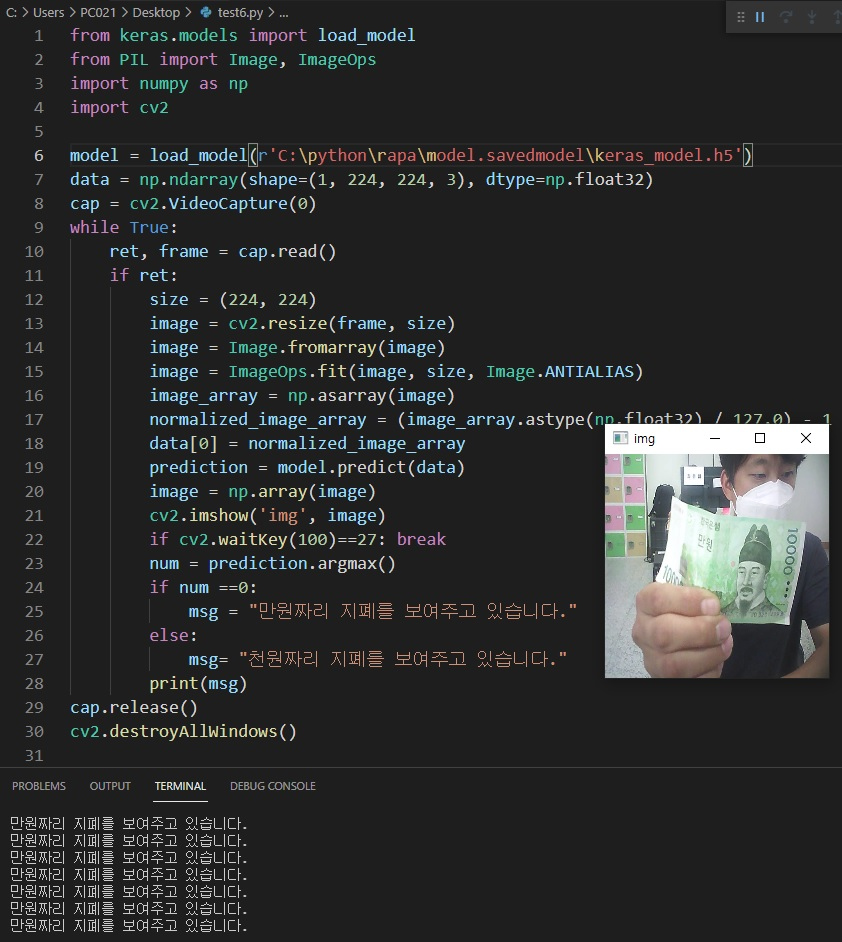 C: > Users > PC021 > Desktop > test6.py > ...
1 from keras.models import load_model
2 from PIL import Image, ImageOps
3 import numpy as np
4 import cv2
5
6 model = load_model(r'C:\python\rapa\model.savedmodel\keras_model.h5')
7 data = np.ndarray(shape=(1, 224, 224, 3), dtype=np.float32)
8 cap = cv2.VideoCapture(0)
9 while True:
10 ret, frame = cap.read()
11 if ret:
12 size = (224, 224)
13 image = cv2.resize(frame, size)
14 image = Image.fromarray(image)
15 image = ImageOps.fit(image, size, Image.ANTIALIAS)
16 image_array = np.asarray(image)
17 normalized_image_array = (image_array.astype(np.float32) / 127.0) - 1
18 data[0] = normalized_image_array
19 prediction = model.predict(data)
20 image = np.array(image)
21 cv2.imshow('img', image)
22 if cv2.waitKey(100)==27: break
23 num = prediction.argmax()
24 if num ==0:
25 msg = "만원짜리 지폐를 보여주고 있습니다."
26 else:
27 msg= "천원짜리 지폐를 보여주고 있습니다."
28 print(msg)
29 cap.release()
30 cv2.destroyAllWindows()
31
img
한국은행
만원
10000
1000
PROBLEMS OUTPUT TERMINAL DEBUG CONSOLE
만원짜리 지폐를 보여주고 있습니다.
만원짜리 지폐를 보여주고 있습니다.
만원짜리 지폐를 보여주고 있습니다.
만원짜리 지폐를 보여주고 있습니다.
만원짜리 지폐를 보여주고 있습니다.
만원짜리 지폐를 보여주고 있습니다.
만원짜리 지폐를 보여주고 있습니다.